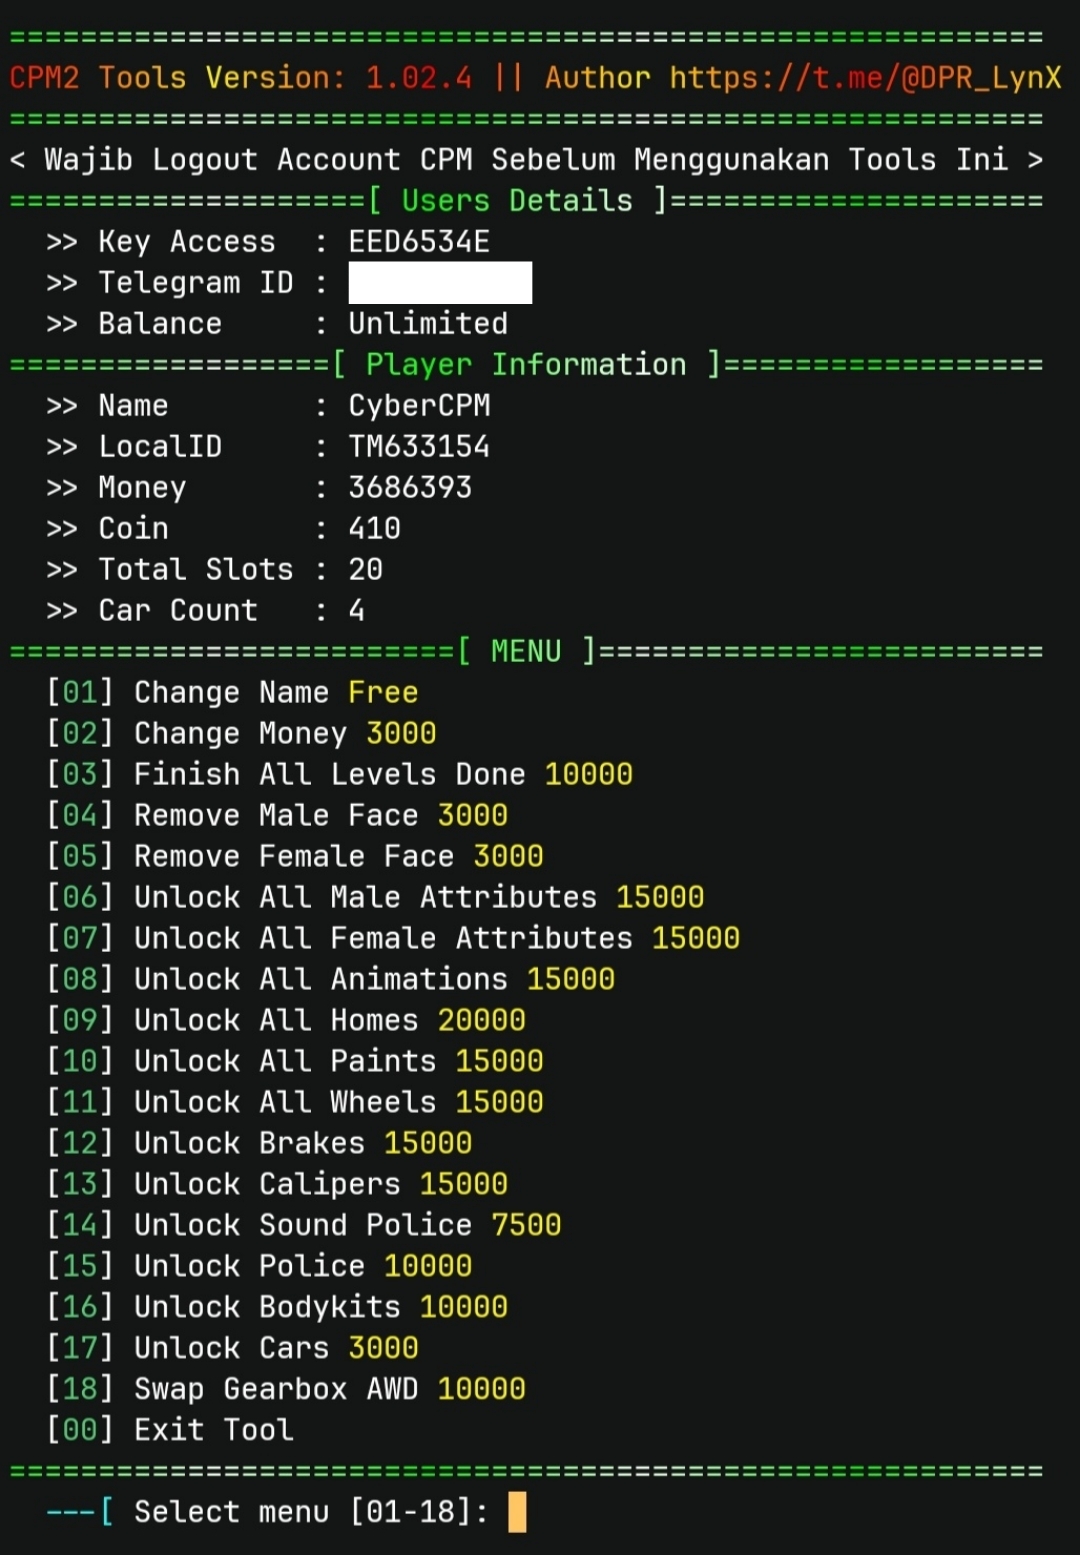 ==========================================================
CPM2 Tools Version: 1.02.4 || Author https://t.me/@DPR_LynX
==========================================================
< Wajib Logout Account CPM Sebelum Menggunakan Tools Ini >
====================[ Users Details ]=====================
>> Key Access : EED6534E
>> Telegram ID :
>> Balance : Unlimited
==================[ Player Information ]==================
>> Name : CyberCPM
>> LocalID : TM633154
>> Money : 3686393
>> Coin : 410
>> Total Slots : 20
>> Car Count : 4
=========================[ MENU ]=========================
[01] Change Name Free
[02] Change Money 3000
[03] Finish All Levels Done 10000
[04] Remove Male Face 3000
[05] Remove Female Face 3000
[06] Unlock All Male Attributes 15000
[07] Unlock All Female Attributes 15000
[08] Unlock All Animations 15000
[09] Unlock All Homes 20000
[10] Unlock All Paints 15000
[11] Unlock All Wheels 15000
[12] Unlock Brakes 15000
[13] Unlock Calipers 15000
[14] Unlock Sound Police 7500
[15] Unlock Police 10000
[16] Unlock Bodykits 10000
[17] Unlock Cars 3000
[18] Swap Gearbox AWD 10000
[00] Exit Tool
==========================================================
---[ Select menu [01-18]: